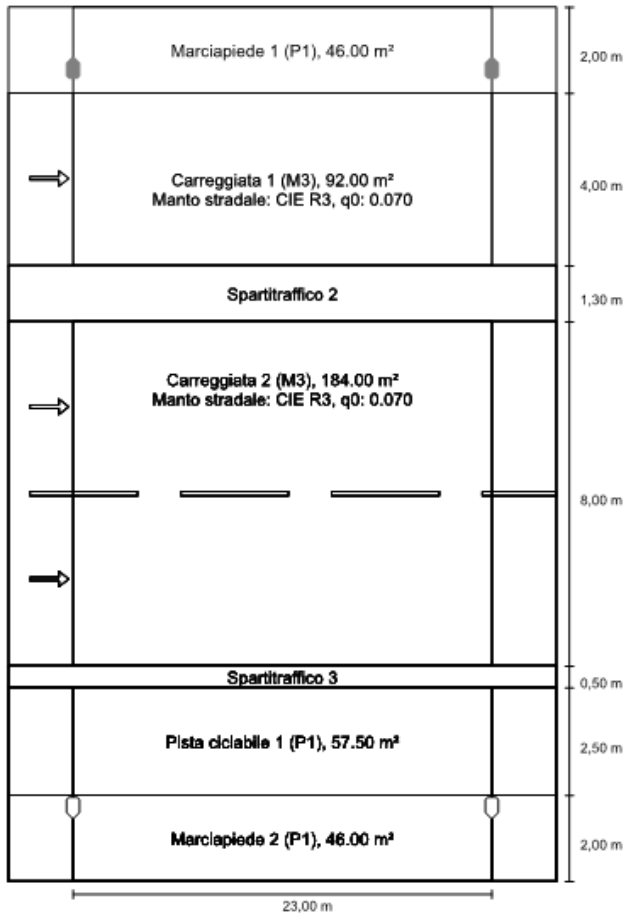 Marciapiede 1 (P1), 46.00 m²
2,00 m
Carreggiata 1 (M3), 92.00 m²
Manto stradale: CIE R3, q0: 0.070
4,00 m
Spartitraffico 2
1,30 m
Carreggiata 2 (M3), 184.00 m²
Manto stradale: CIE R3, q0: 0.070
8,00 m
Spartitraffico 3
0,50 m
Pista ciclabile 1 (P1), 57.50 m²
2,50 m
Marciapiede 2 (P1), 46.00 m²
2,00 m
23,00 m